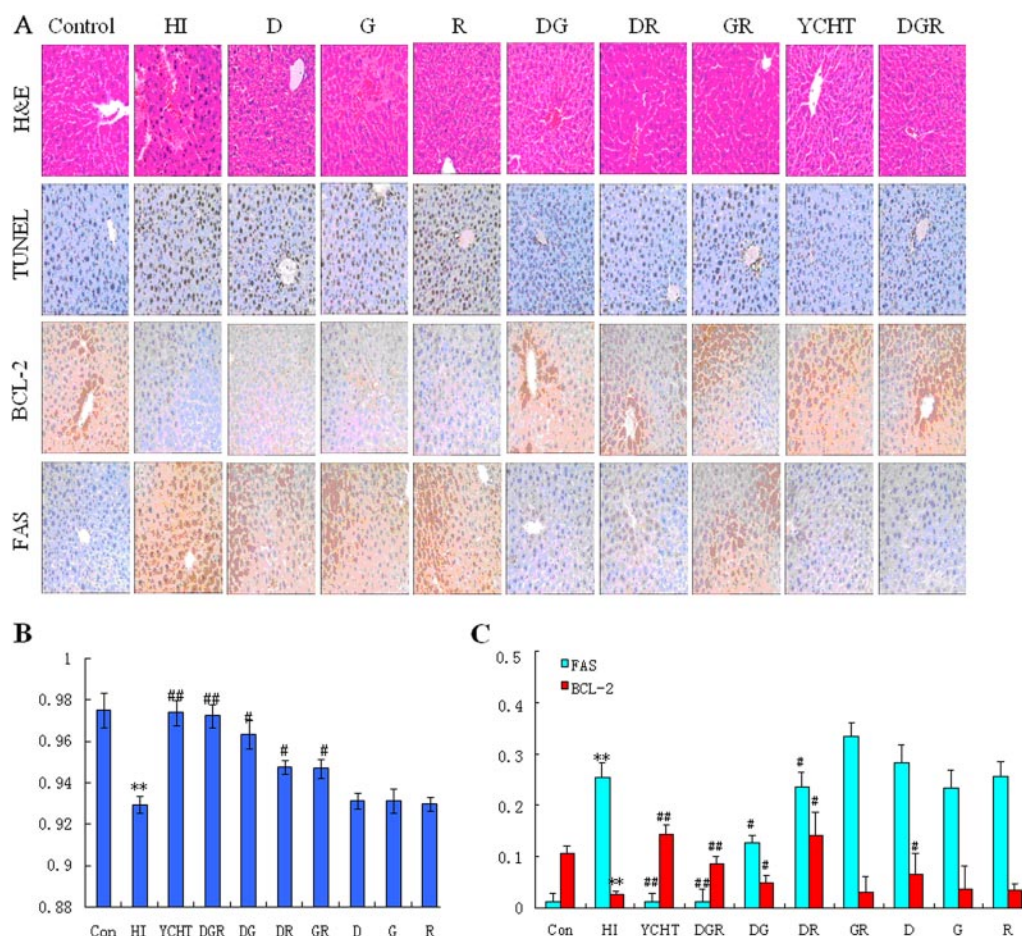 A Control HI D G R DG DR GR YCHT DGR
H&E
TUNEL
BCL-2
FAS
B
1
0.98
0.96
0.94
0.92
0.9
0.88
** ## ## # # #
Con HI YCHT DGR DG DR GR D G R
C
FAS
BCL-2
0.5
0.4
0.3
0.2
0.1
0
** ** ## ## ## ## # # # # #
Con HI YCHT DGR DG DR GR D G R